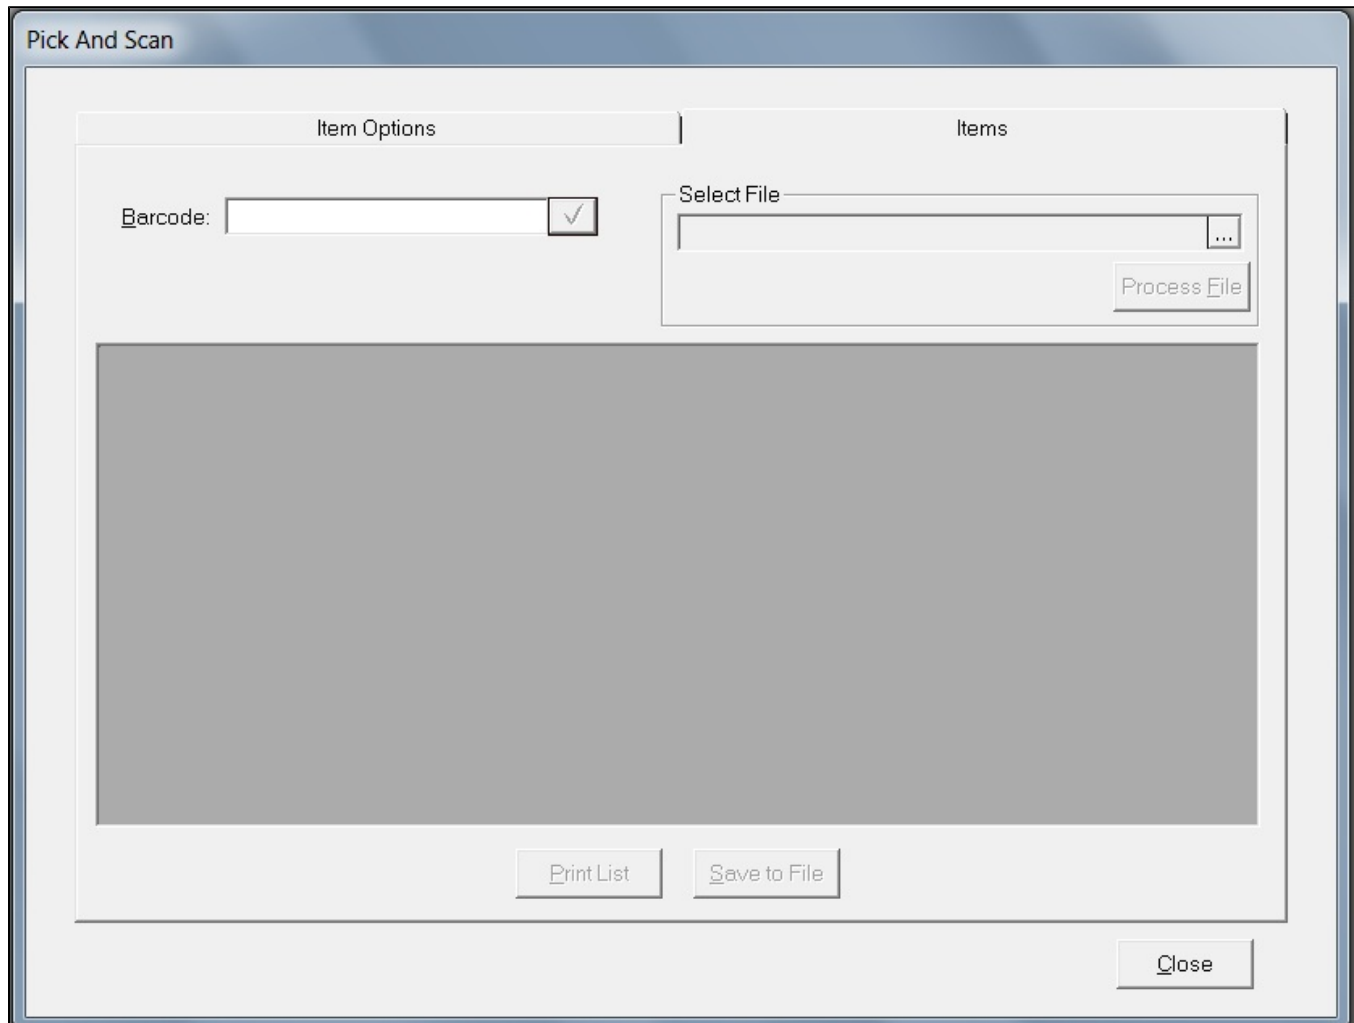 Pick And Scan
Item Options
Items
Barcode:
Select File
...
Process File
Print List
Save to File
Close